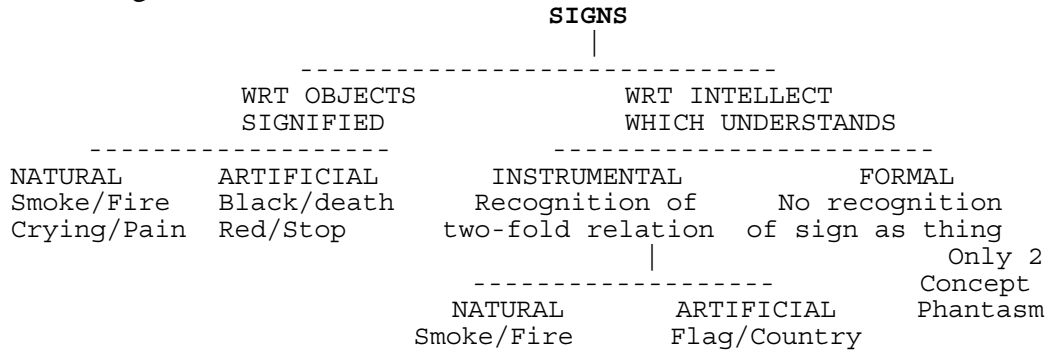 SIGNS
WRT OBJECTS WRT INTELLECT
SIGNIFIED WHICH UNDERSTANDS
NATURAL ARTIFICIAL INSTRUMENTAL FORMAL
Smoke/Fire Black/death Recognition of No recognition
Crying/Pain Red/Stop two-fold relation of sign as thing
Only 2
Concept
NATURAL ARTIFICIAL Phantasm
Smoke/Fire Flag/Country